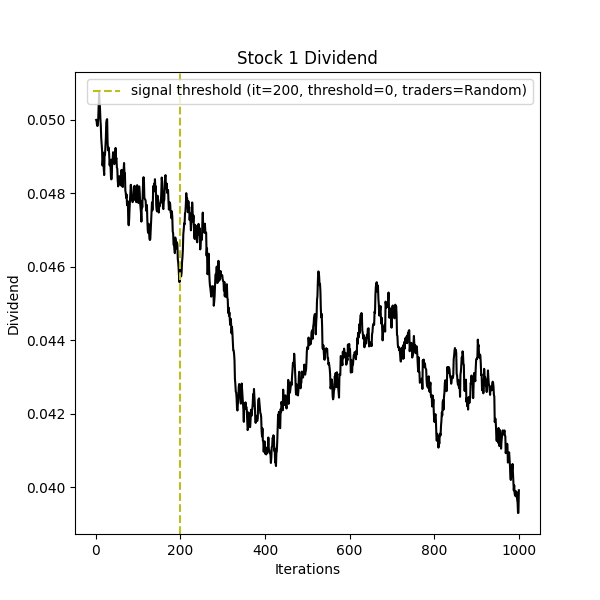 Stock 1 Dividend
signal threshold (it=200, threshold=0, traders=Random)
Dividend
0.050
0.048
0.046
0.044
0.042
0.040
0 200 400 600 800 1000
Iterations